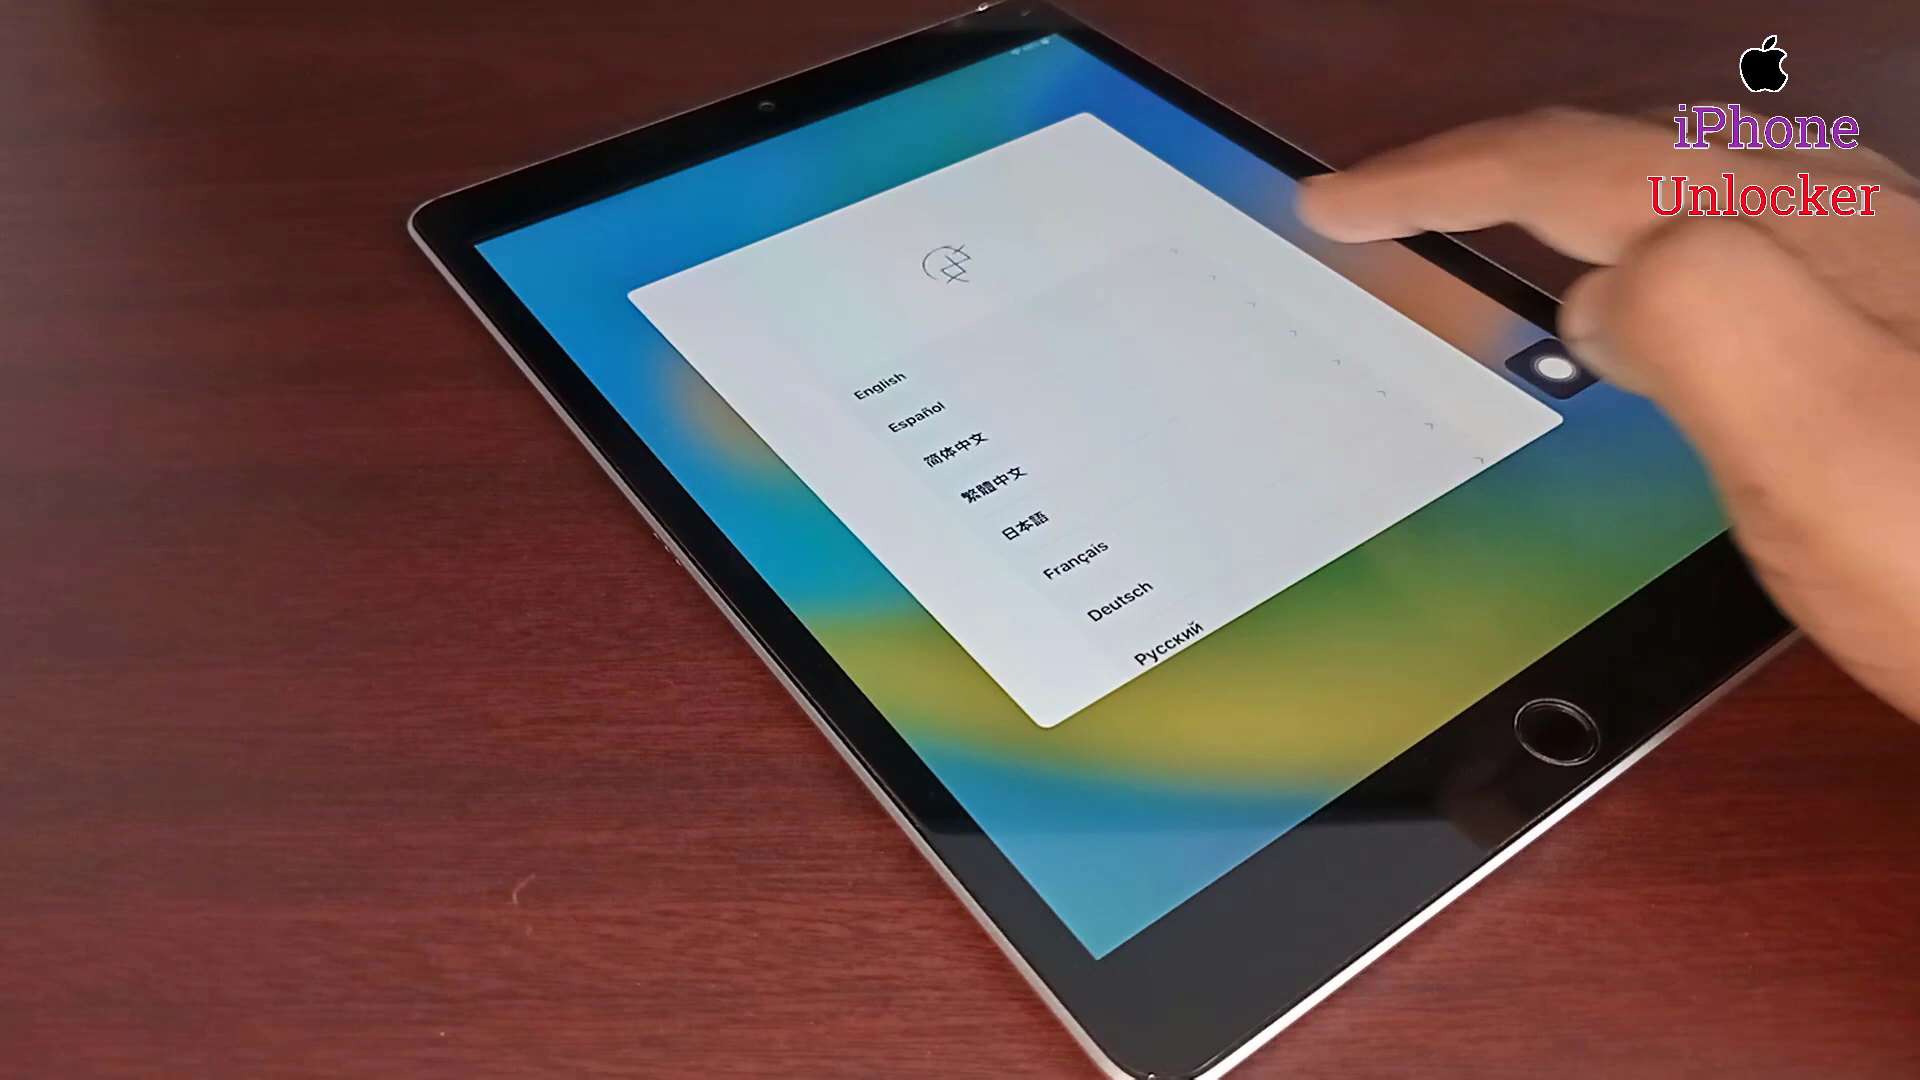 iPhone
Unlocker
English
Español
简体中文
繁體中文
日本語
Français
Deutsch
Русский